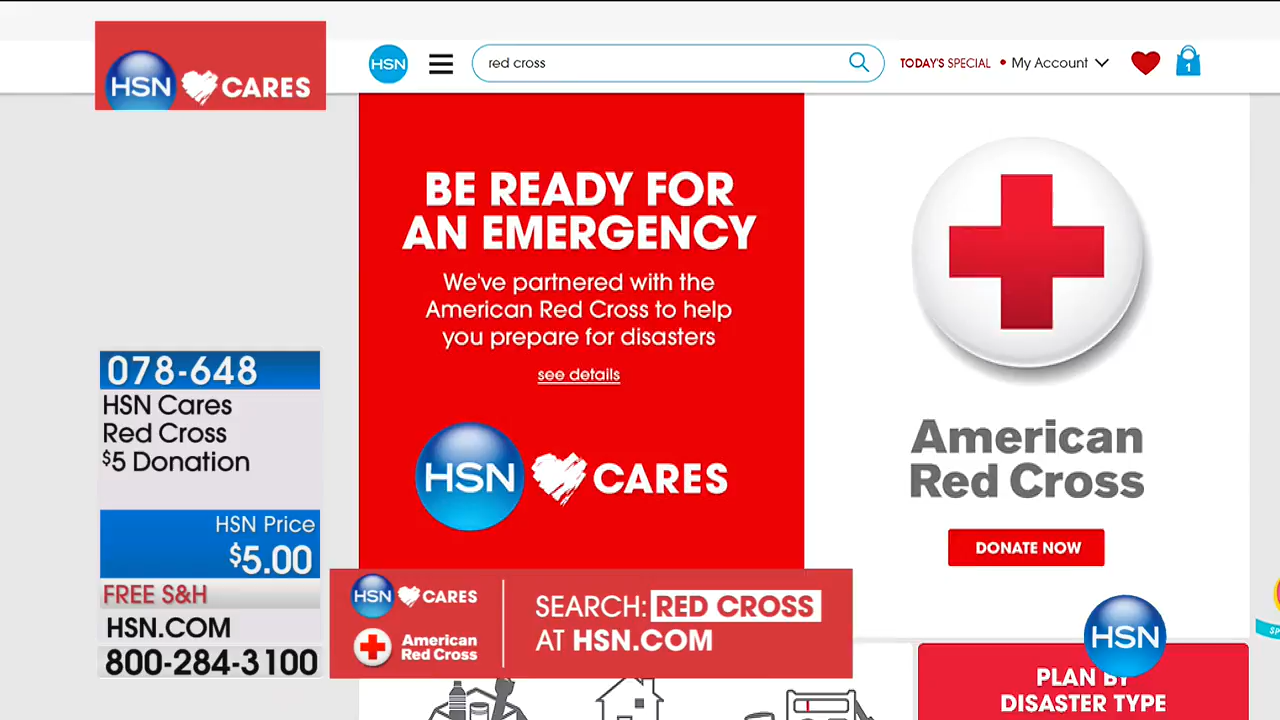 HSN CARES
HSN
red cross
TODAY'S SPECIAL • My Account
1
BE READY FOR
AN EMERGENCY
We've partnered with the
American Red Cross to help
you prepare for disasters
see details
HSN CARES
American
Red Cross
DONATE NOW
078-648
HSN Cares
Red Cross
$5 Donation
HSN Price
$5.00
FREE S&H
HSN.COM
800-284-3100
HSN CARES
American
Red Cross
SEARCH: RED CROSS
AT HSN.COM
HSN
PLAN BY
DISASTER TYPE